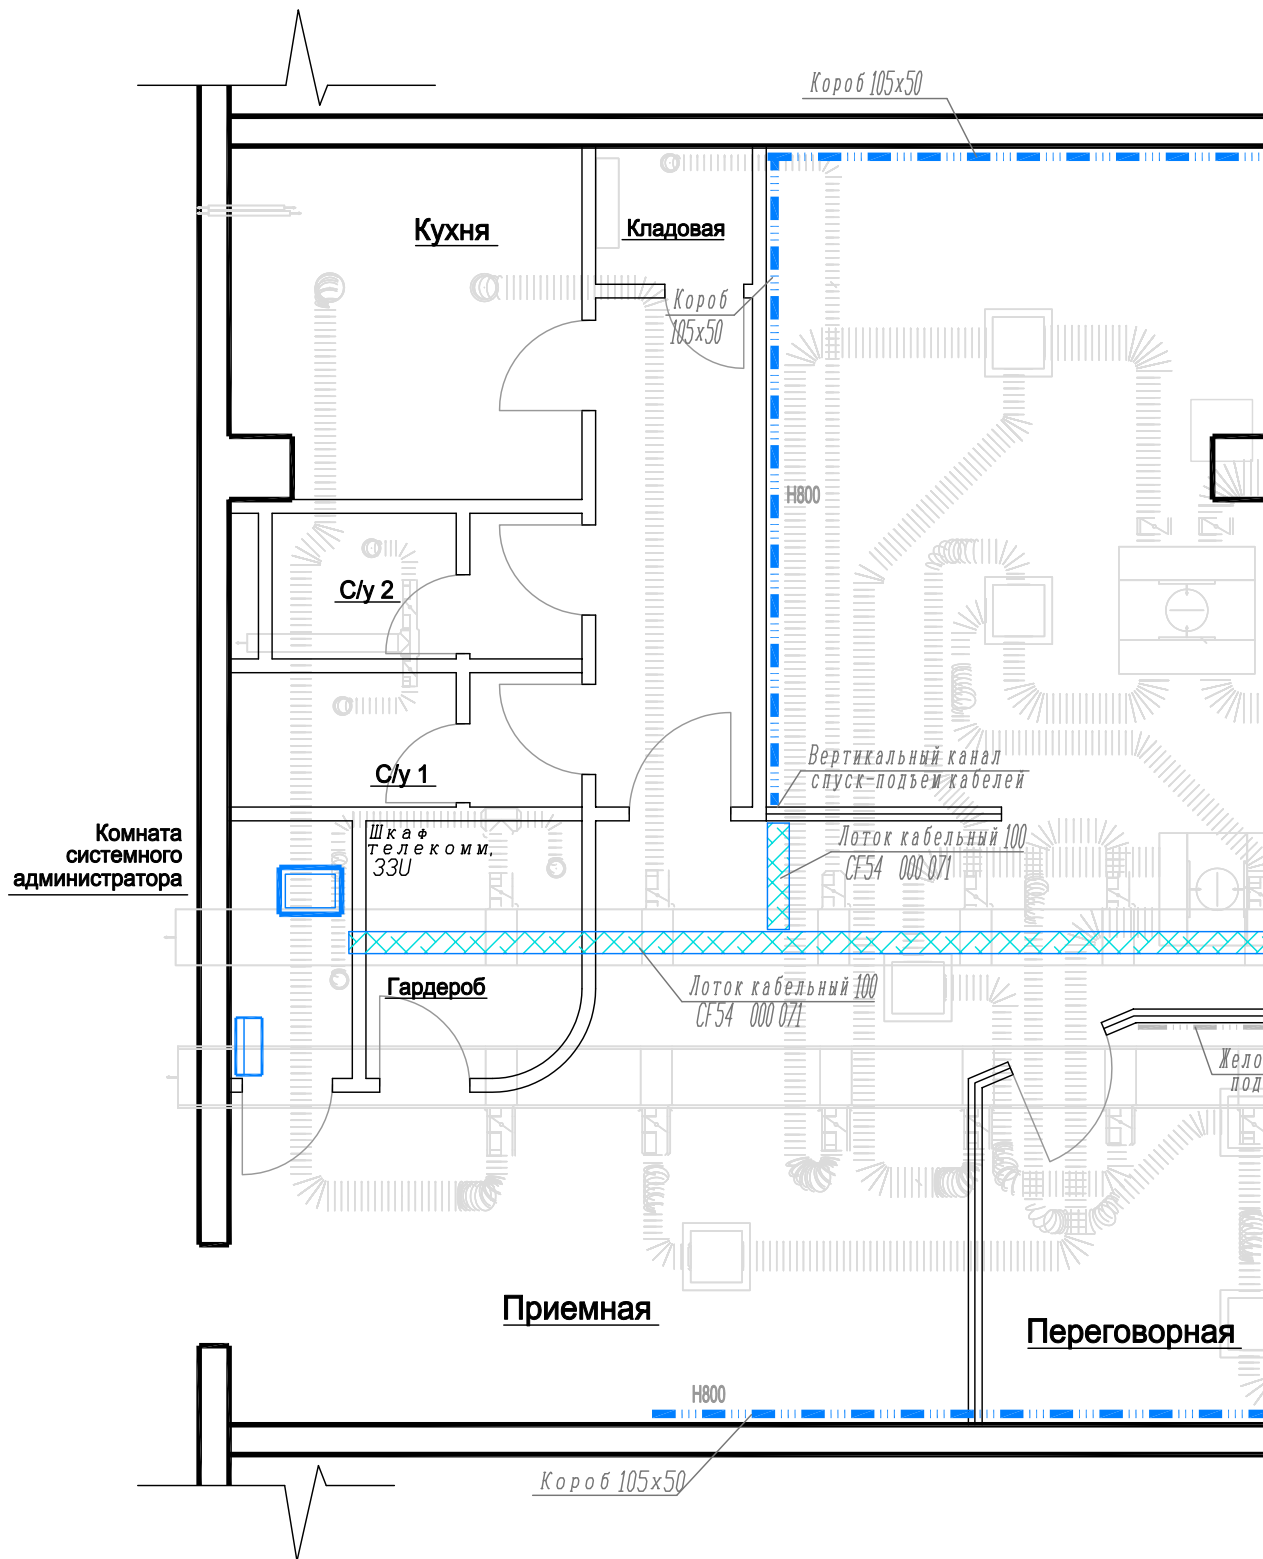 Короб 105х50
Кухня
Кладовая
Короб
105х50
Н800
С/у 2
Вертикальный канал
спуск-подъем кабелей
С/у 1
Шкаф
телекомм,
33U
Лоток кабельный 100
CF54 000 071
Комната
системного
администратора
Гардероб
Лоток кабельный 100
CF54 000 071
Жело
под
Приемная
Переговорная
Н800
Короб 105х50